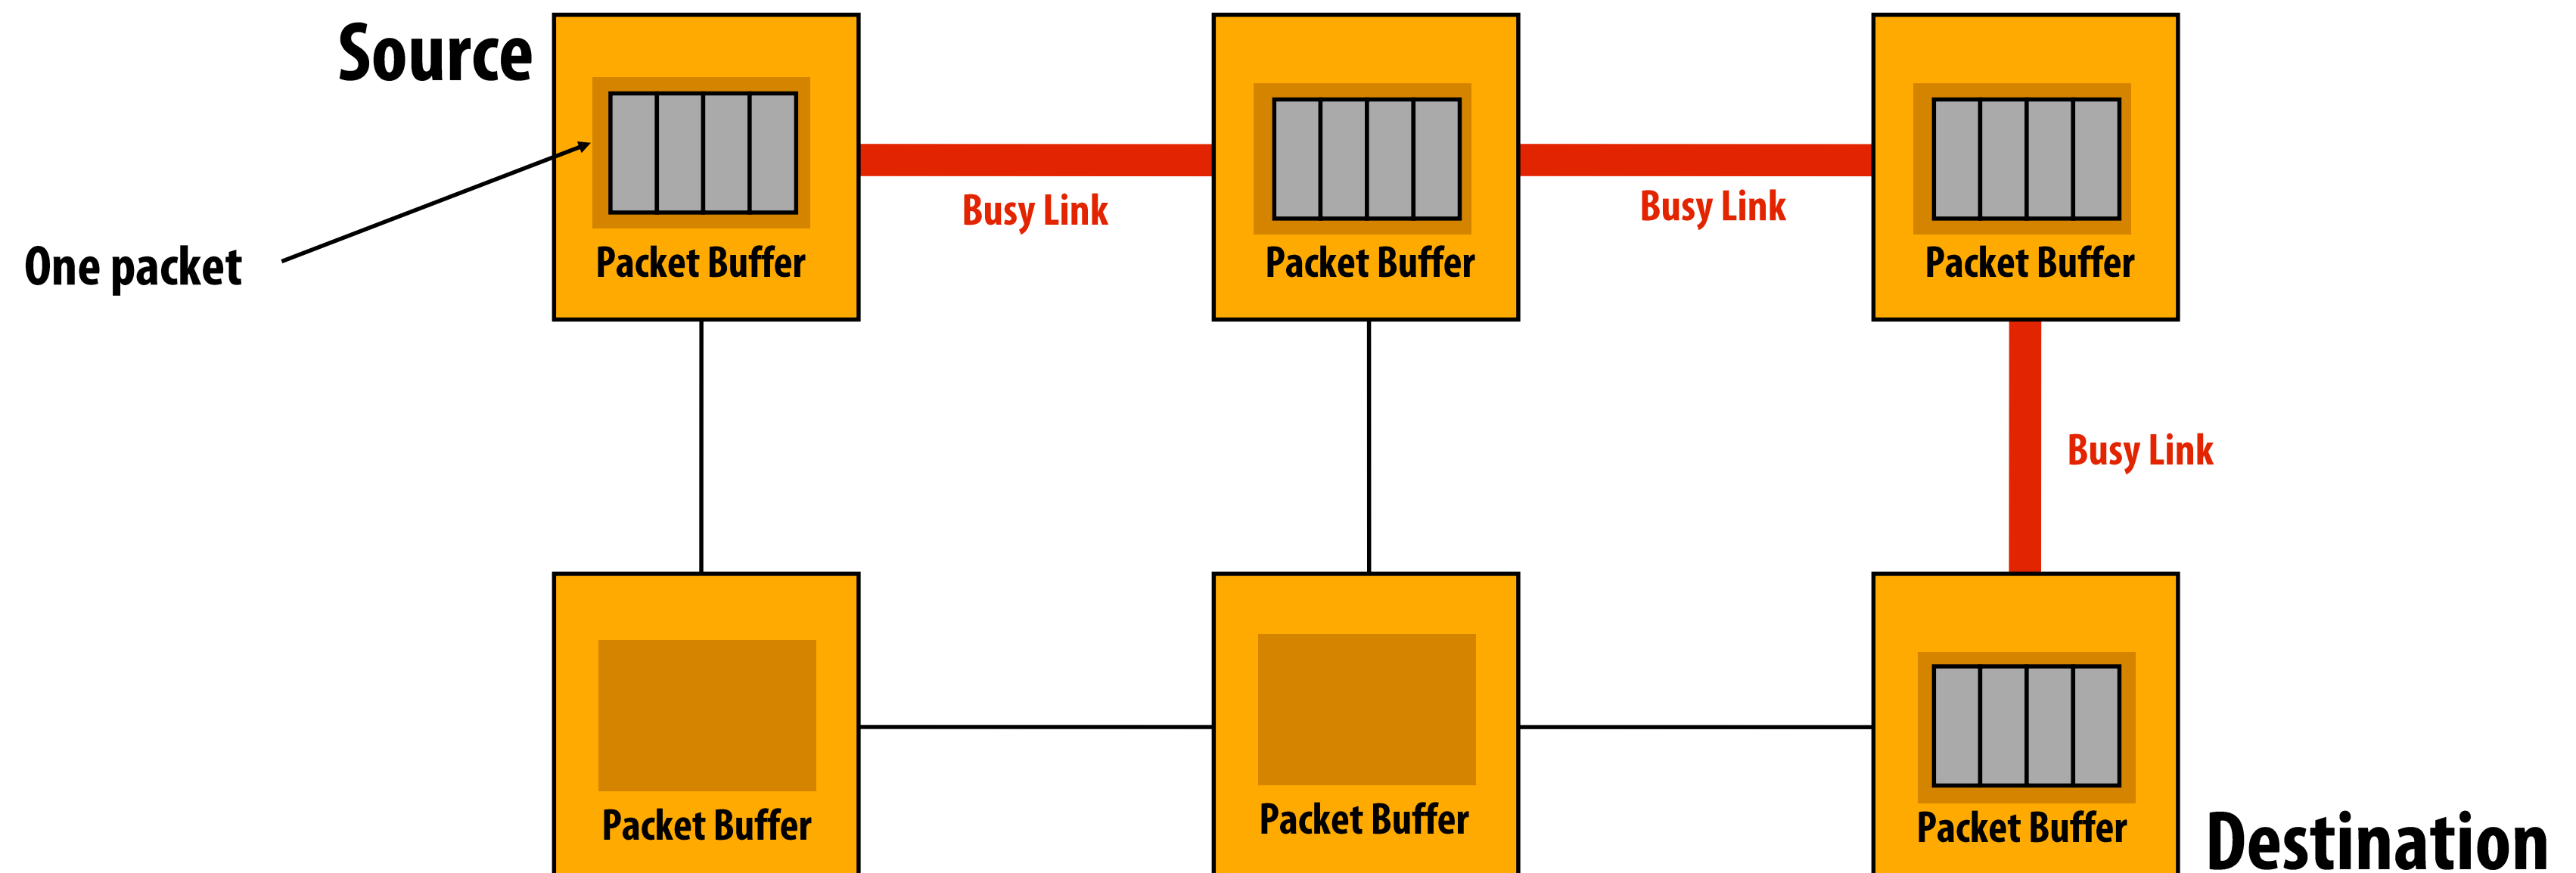 Source
One packet
Packet Buffer
Busy Link
Packet Buffer
Busy Link
Packet Buffer
Busy Link
Packet Buffer
Packet Buffer
Packet Buffer
Destination